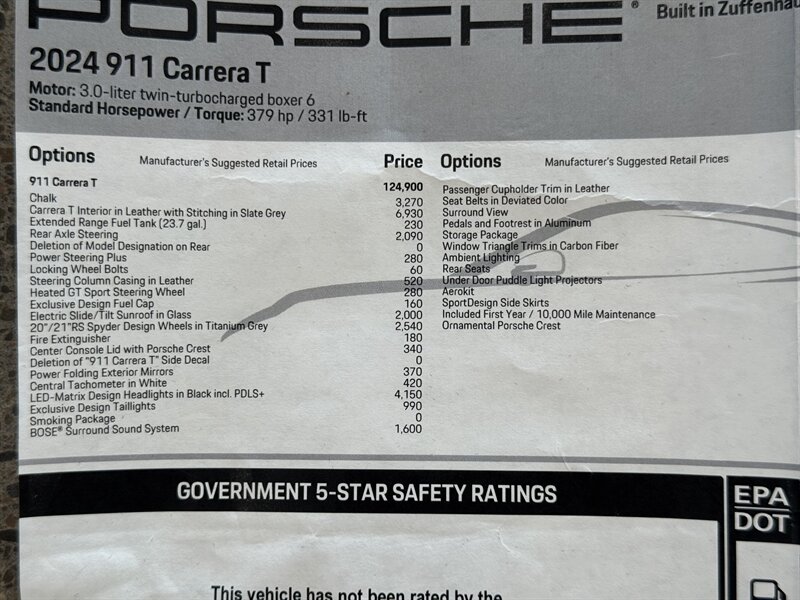 PORSCHE®
Built in Zuffenhau
2024 911 Carrera T
Motor: 3.0-liter twin-turbocharged boxer 6
Standard Horsepower / Torque: 379 hp / 331 lb-ft
Options Manufacturer's Suggested Retail Prices Price
911 Carrera T 124,900
Chalk 3,270
Carrera T Interior in Leather with Stitching in Slate Grey 6,930
Extended Range Fuel Tank (23.7 gal.) 230
Rear Axle Steering 2,090
Deletion of Model Designation on Rear 0
Power Steering Plus 280
Locking Wheel Bolts 60
Steering Column Casing in Leather 520
Heated GT Sport Steering Wheel 280
Exclusive Design Fuel Cap 160
Electric Slide/Tilt Sunroof in Glass 2,000
20"/21"RS Spyder Design Wheels in Titanium Grey 2,540
Fire Extinguisher 180
Center Console Lid with Porsche Crest 340
Deletion of "911 Carrera T" Side Decal 0
Power Folding Exterior Mirrors 370
Central Tachometer in White 420
LED-Matrix Design Headlights in Black incl. PDLS+ 4,150
Exclusive Design Taillights 990
Smoking Package 0
BOSE® Surround Sound System 1,600
Options Manufacturer's Suggested Retail Prices
Passenger Cupholder Trim in Leather
Seat Belts in Deviated Color
Surround View
Pedals and Footrest in Aluminum
Storage Package
Window Triangle Trims in Carbon Fiber
Ambient Lighting
Rear Seats
Under Door Puddle Light Projectors
Aerokit
SportDesign Side Skirts
Included First Year / 10,000 Mile Maintenance
Ornamental Porsche Crest
GOVERNMENT 5-STAR SAFETY RATINGS
EPA
DOT
This vehicle has not been rated by the